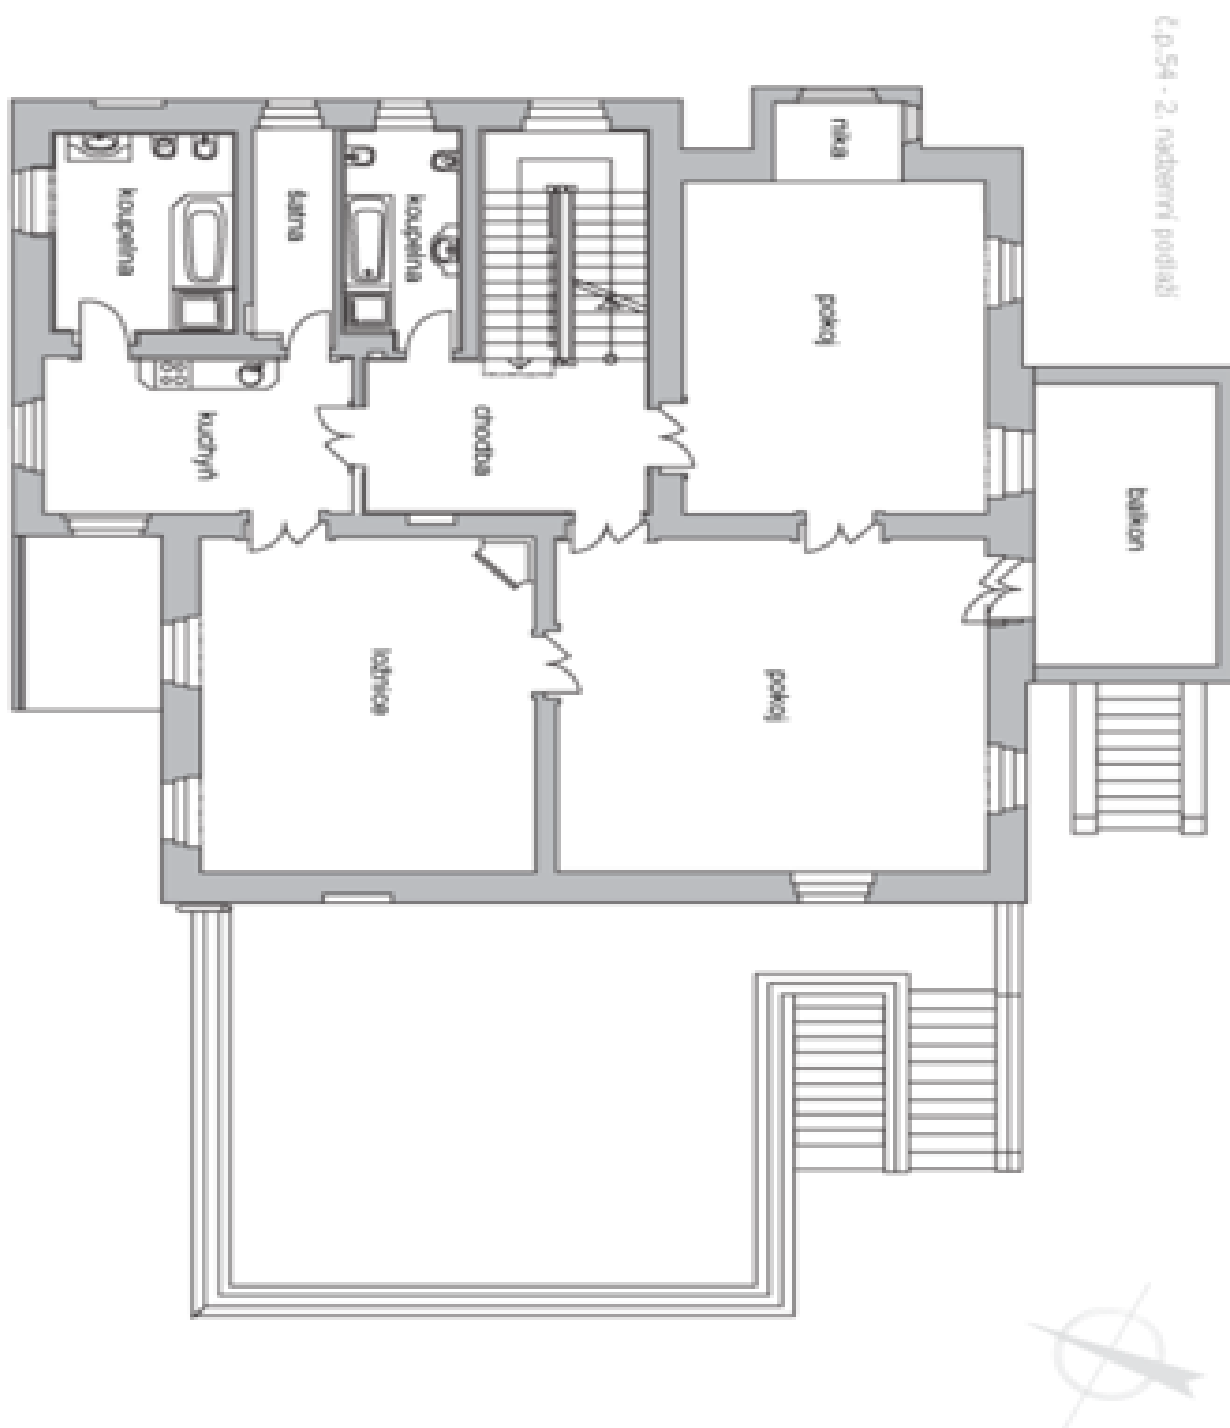 č.p.54 - 2. nadzemní podlaží
nika
koupelna
šatna
koupelna
pokoj
kuchyň
chodba
balkon
ložnice
pokoj